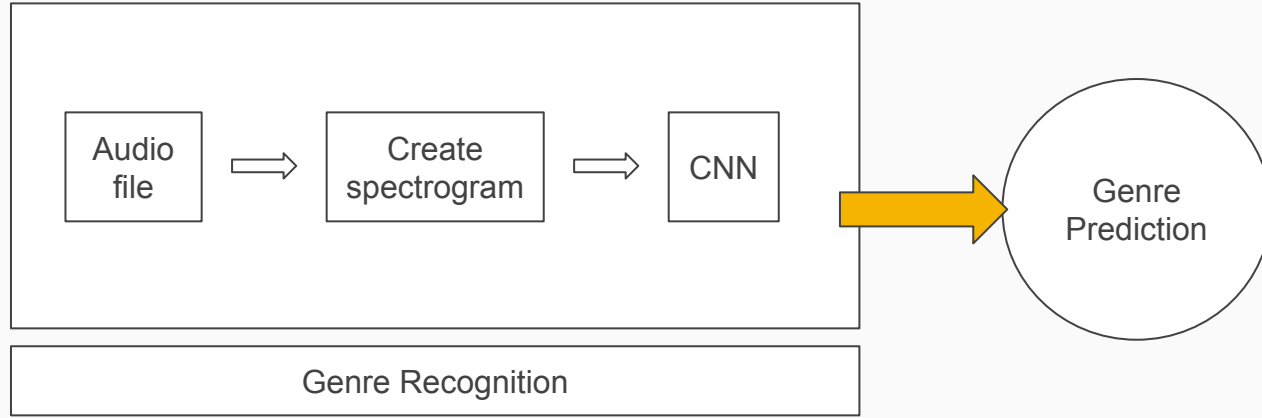 Audio
file
Create
spectrogram
CNN
Genre
Prediction
Genre Recognition